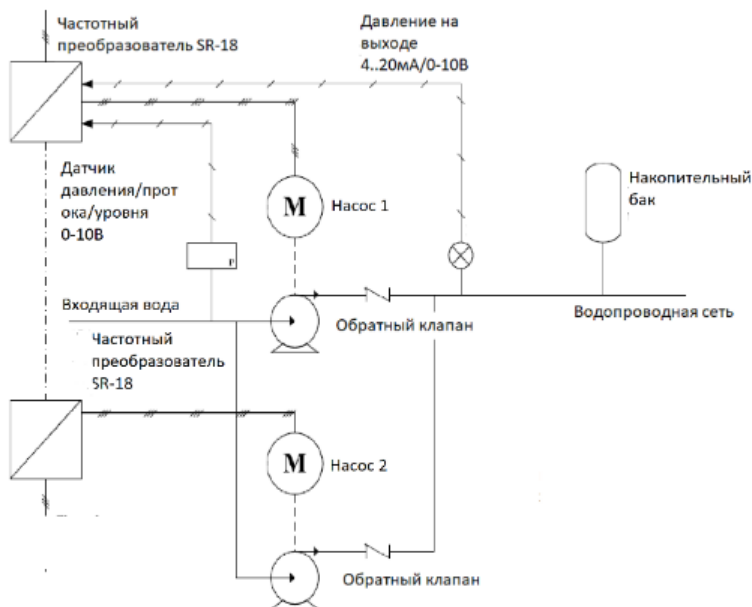 Частотный
преобразователь SR-18
Давление на
выходе
4..20мА/0-10В
Датчик
давления/прот
ока/уровня
0-10В
М
Насос 1
Накопительный
бак
P
Входящая вода
Обратный клапан
Водопроводная сеть
Частотный
преобразователь
SR-18
М
Насос 2
Обратный клапан